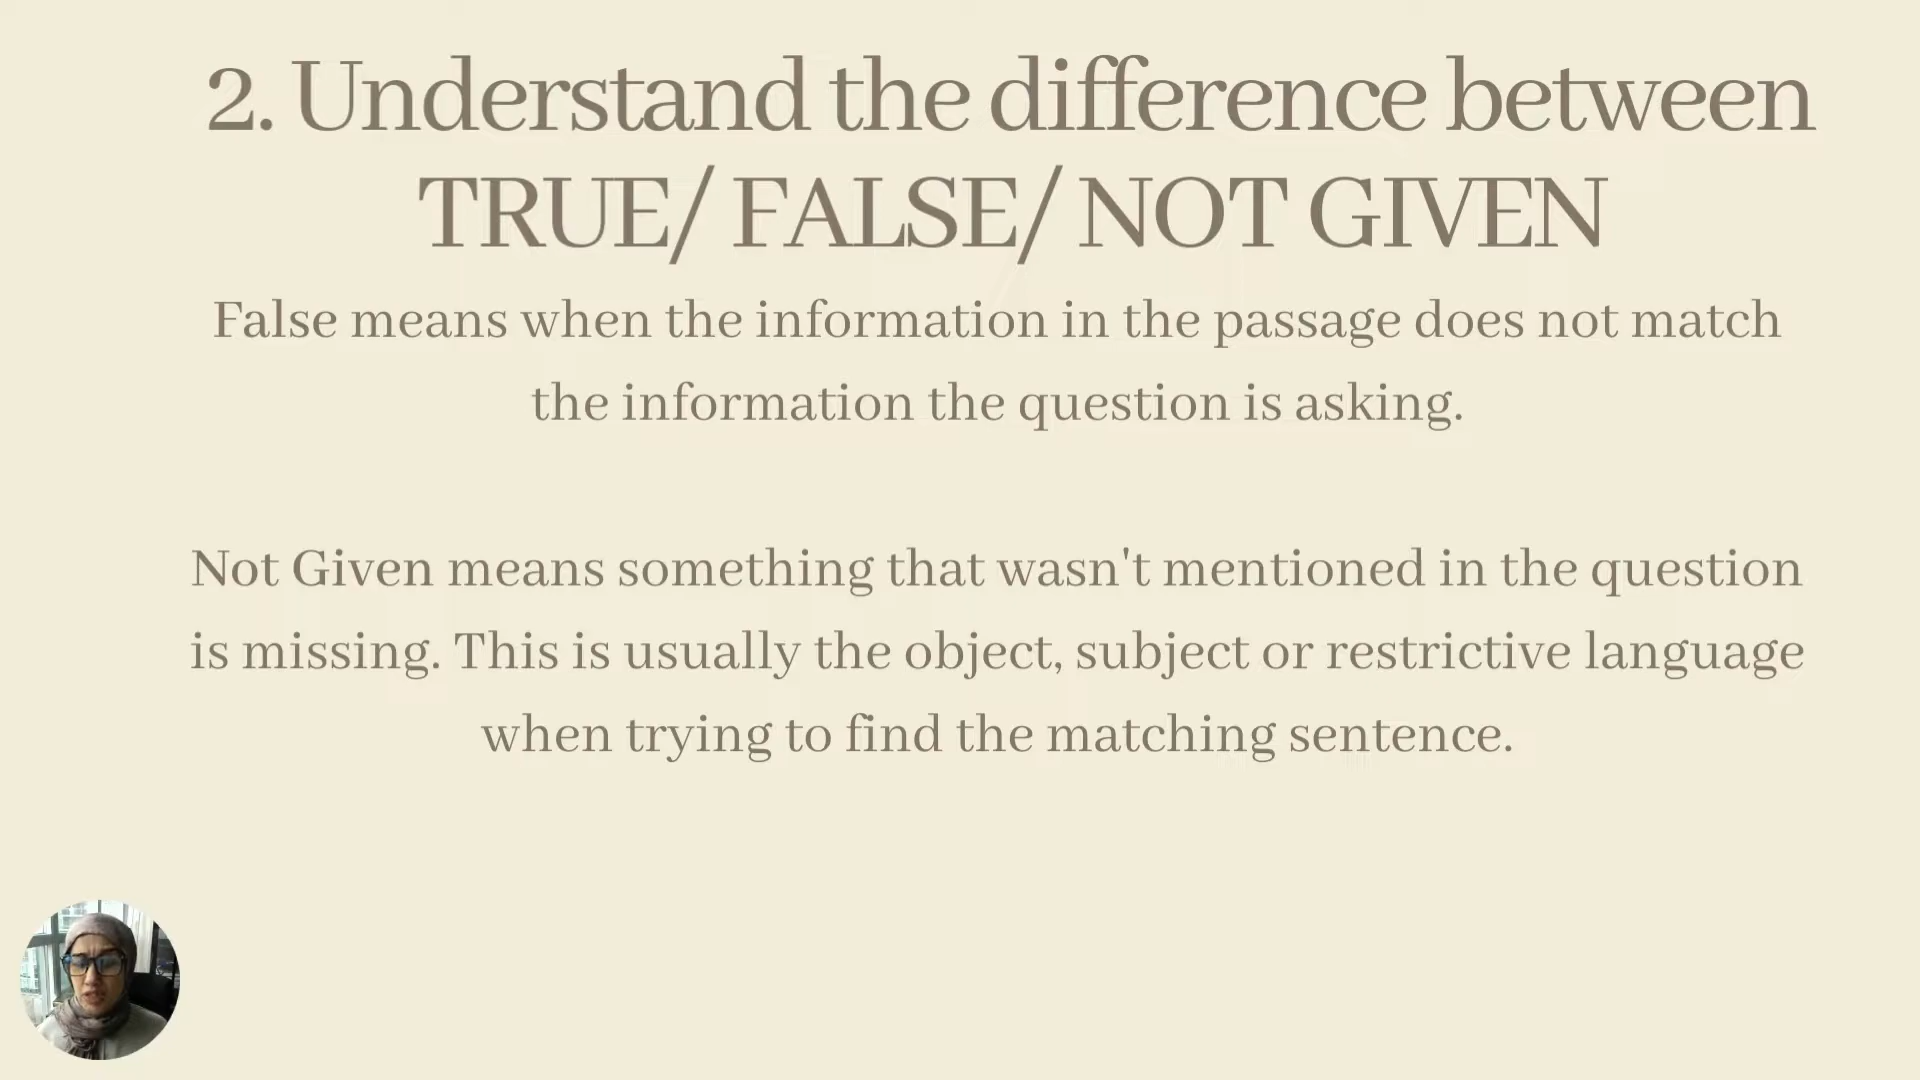 2. Understand the difference between
TRUE/ FALSE/ NOT GIVEN
False means when the information in the passage does not match
the information the question is asking.
Not Given means something that wasn't mentioned in the question
is missing. This is usually the object, subject or restrictive language
when trying to find the matching sentence.